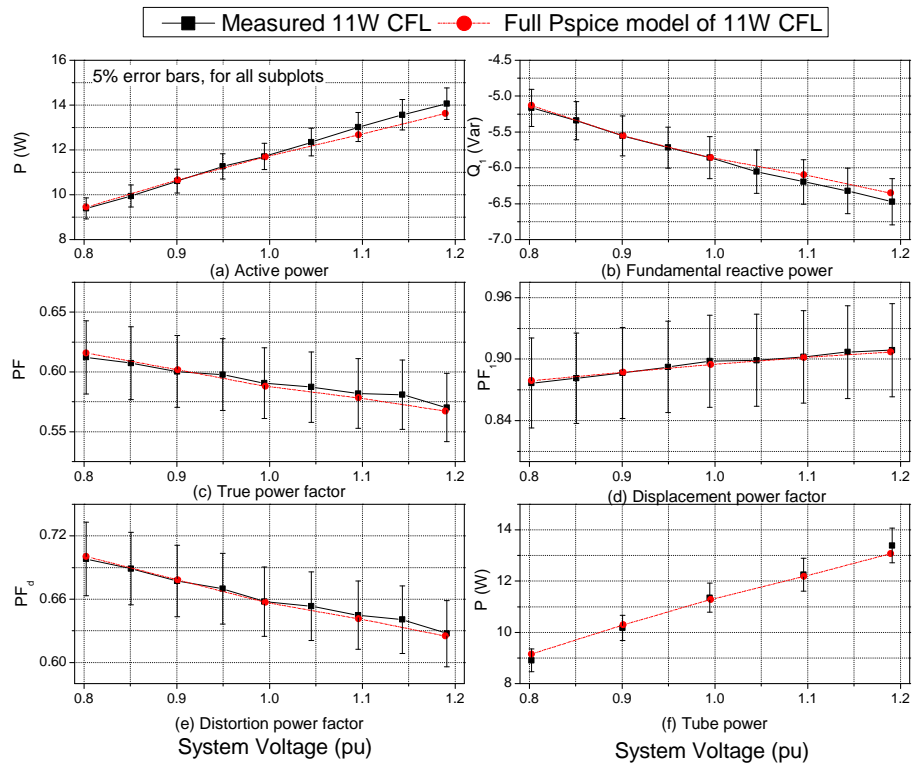 Measured 11W CFL Full Pspice model of 11W CFL
5% error bars, for all subplots
P (W)
16
14
12
10
8
0.8 0.9 1.0 1.1 1.2
(a) Active power
Q1 (Var)
-4.5
-5.0
-5.5
-6.0
-6.5
-7.0
0.8 0.9 1.0 1.1 1.2
(b) Fundamental reactive power
PF
0.65
0.60
0.55
0.8 0.9 1.0 1.1 1.2
(c) True power factor
PF1
0.96
0.90
0.84
0.8 0.9 1.0 1.1 1.2
(d) Displacement power factor
PFd
0.72
0.66
0.60
0.8 0.9 1.0 1.1 1.2
(e) Distortion power factor
System Voltage (pu)
P (W)
14
12
10
8
0.8 0.9 1.0 1.1 1.2
(f) Tube power
System Voltage (pu)